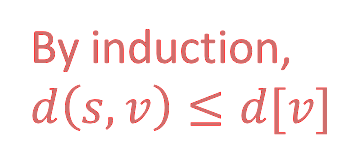 By induction,
d(s, v) ≤ d[v]